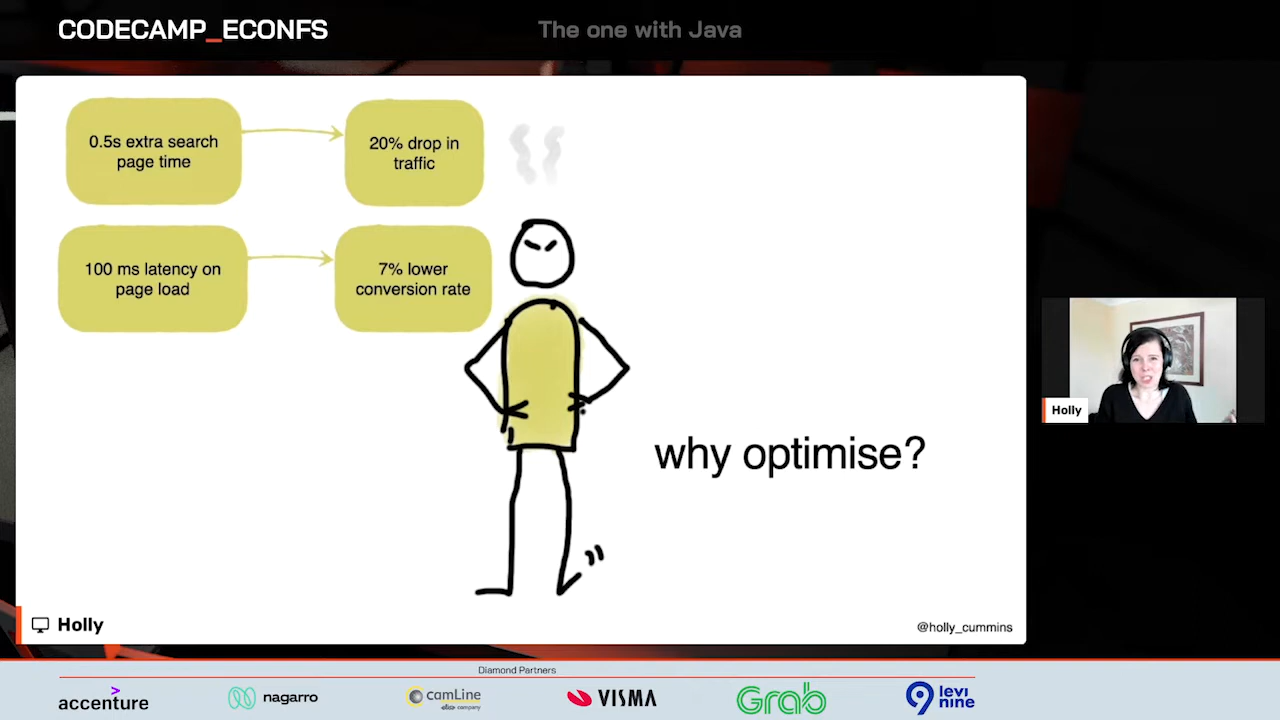 CODECAMP_ECONFS
The one with Java
0.5s extra search
page time
20% drop in
traffic
100 ms latency on
page load
7% lower
conversion rate
why optimise?
Holly
Holly
@holly_cummins
Diamond Partners
accenture
nagarro
camLine
elisa company
VISMA
Grab
levi
nine